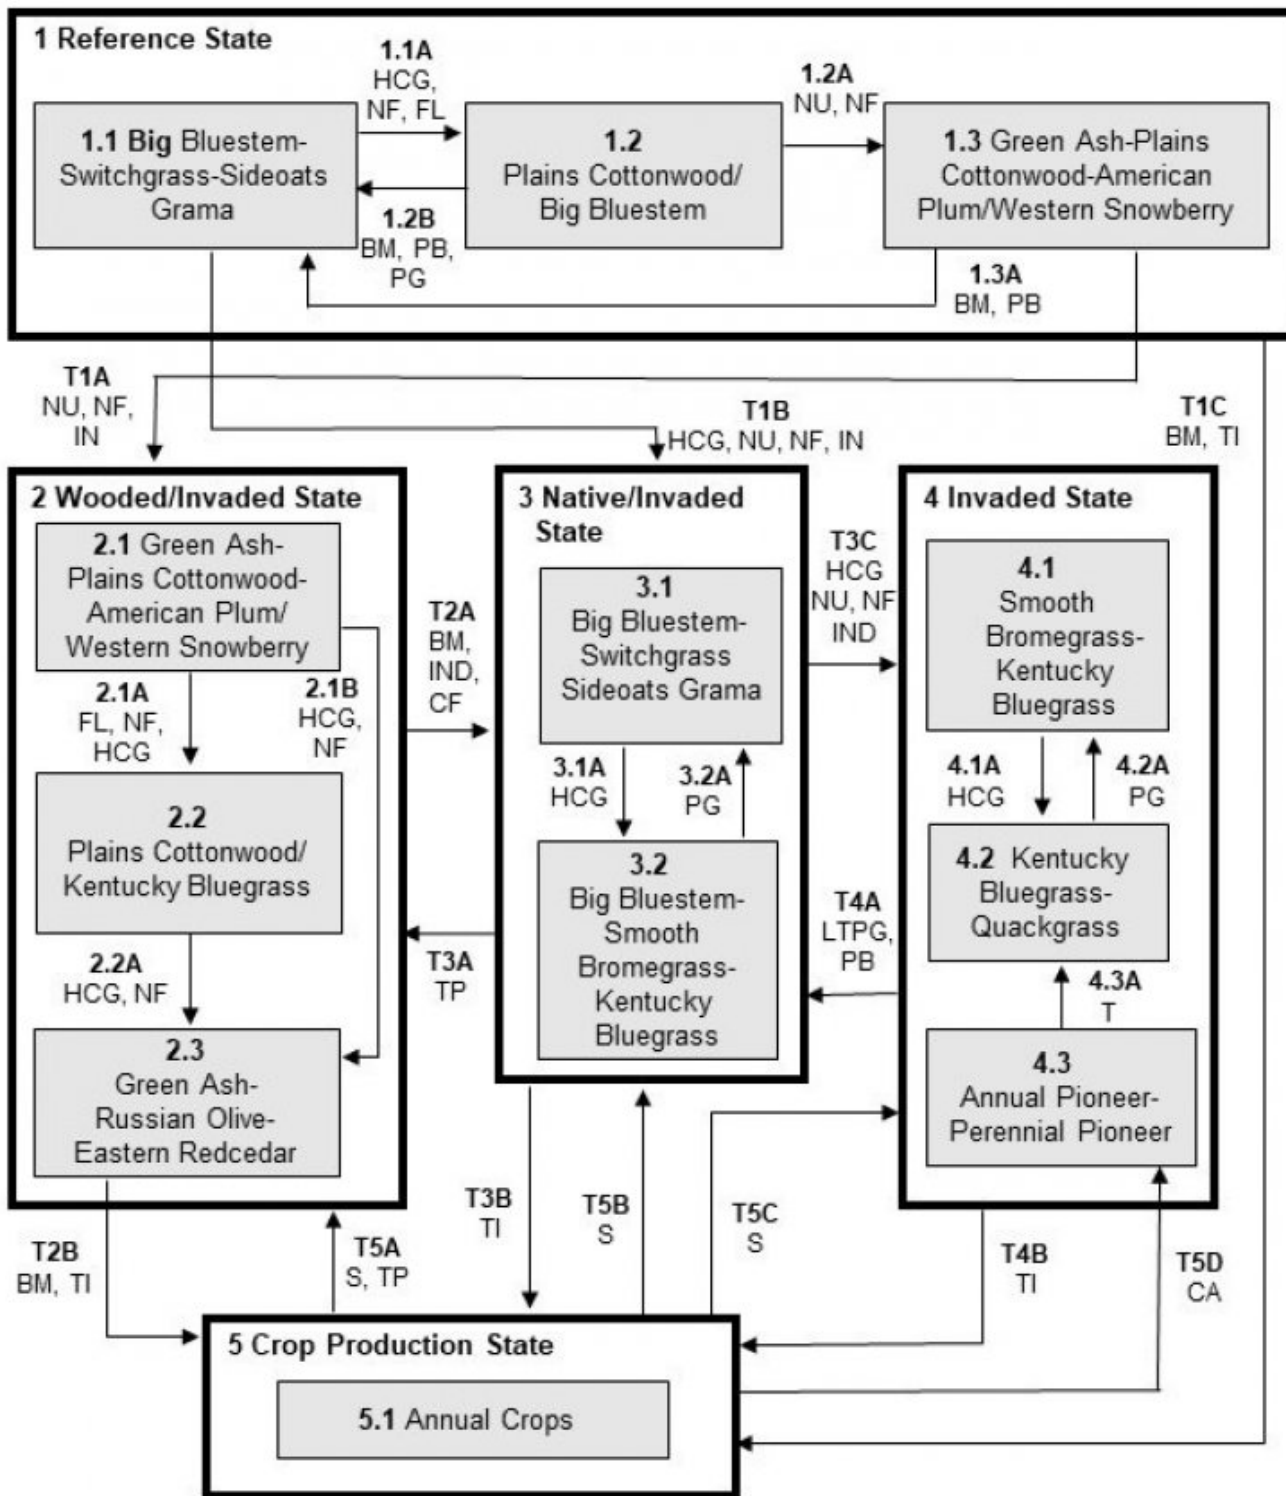 1 Reference State
1.1A
HCG,
NF, FL
1.2A
NU, NF
1.1 Big Bluestem-
Switchgrass-Sideoats
Grama
1.2
Plains Cottonwood/
Big Bluestem
1.3 Green Ash-Plains
Cottonwood-American
Plum/Western Snowberry
1.2B
BM, PB,
PG
1.3A
BM, PB
T1A
NU, NF,
IN
T1B
HCG, NU, NF, IN
T1C
BM, TI
2 Wooded/Invaded State
2.1 Green Ash-
Plains Cottonwood-
American Plum/
Western Snowberry
2.1A
FL, NF,
HCG
2.1B
HCG,
NF
2.2
Plains Cottonwood/
Kentucky Bluegrass
2.2A
HCG, NF
2.3
Green Ash-
Russian Olive-
Eastern Redcedar
T2A
BM,
IND,
CF
T3A
TP
3 Native/Invaded
State
3.1
Big Bluestem-
Switchgrass
Sideoats Grama
3.1A
HCG
3.2A
PG
3.2
Big Bluestem-
Smooth
Bromegrass-
Kentucky
Bluegrass
T3C
HCG
NU, NF
IND
T4A
LTPG,
PB
4 Invaded State
4.1
Smooth
Bromegrass-
Kentucky
Bluegrass
4.1A
HCG
4.2A
PG
4.2 Kentucky
Bluegrass-
Quackgrass
4.3A
T
4.3
Annual Pioneer-
Perennial Pioneer
T2B
BM, TI
T5A
S, TP
T3B
TI
T5B
S
T5C
S
T4B
TI
T5D
CA
5 Crop Production State
5.1 Annual Crops